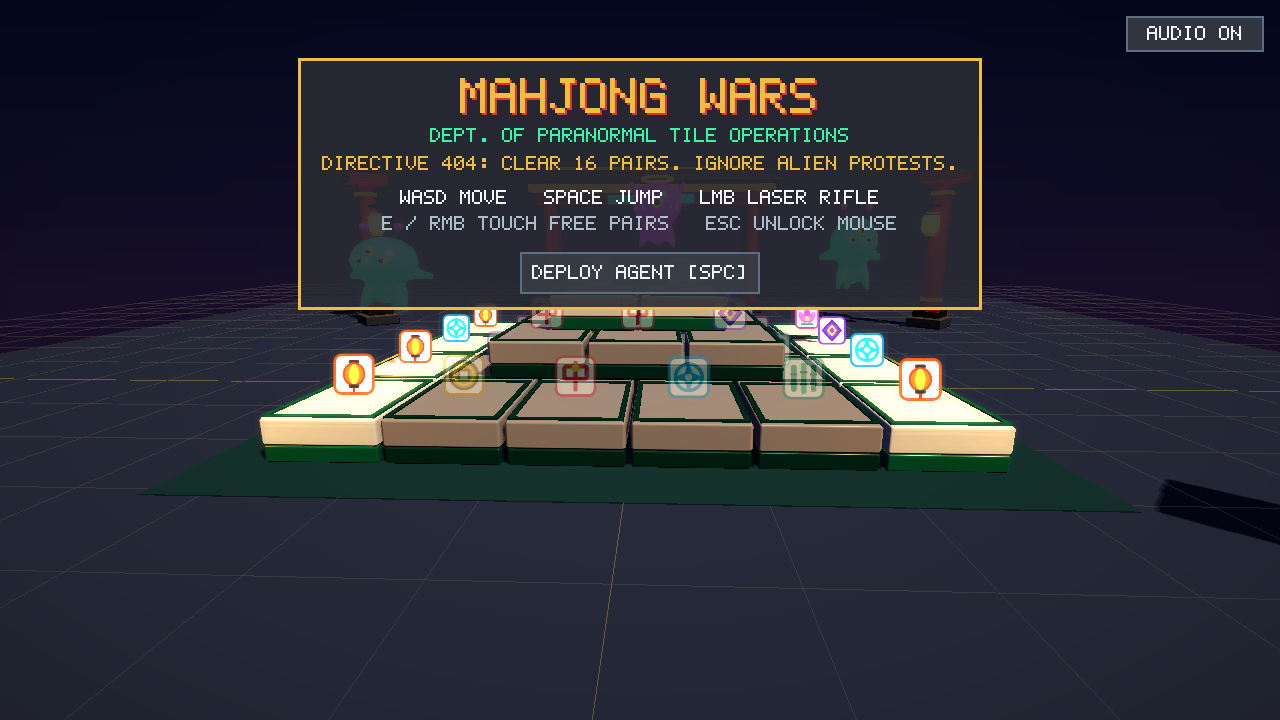 AUDIO ON
MAHJONG WARS
DEPT. OF PARANORMAL TILE OPERATIONS
DIRECTIVE 404: CLEAR 16 PAIRS. IGNORE ALIEN PROTESTS.
WASD MOVE SPACE JUMP LMB LASER RIFLE
E / RMB TOUCH FREE PAIRS ESC UNLOCK MOUSE
DEPLOY AGENT [SPC]